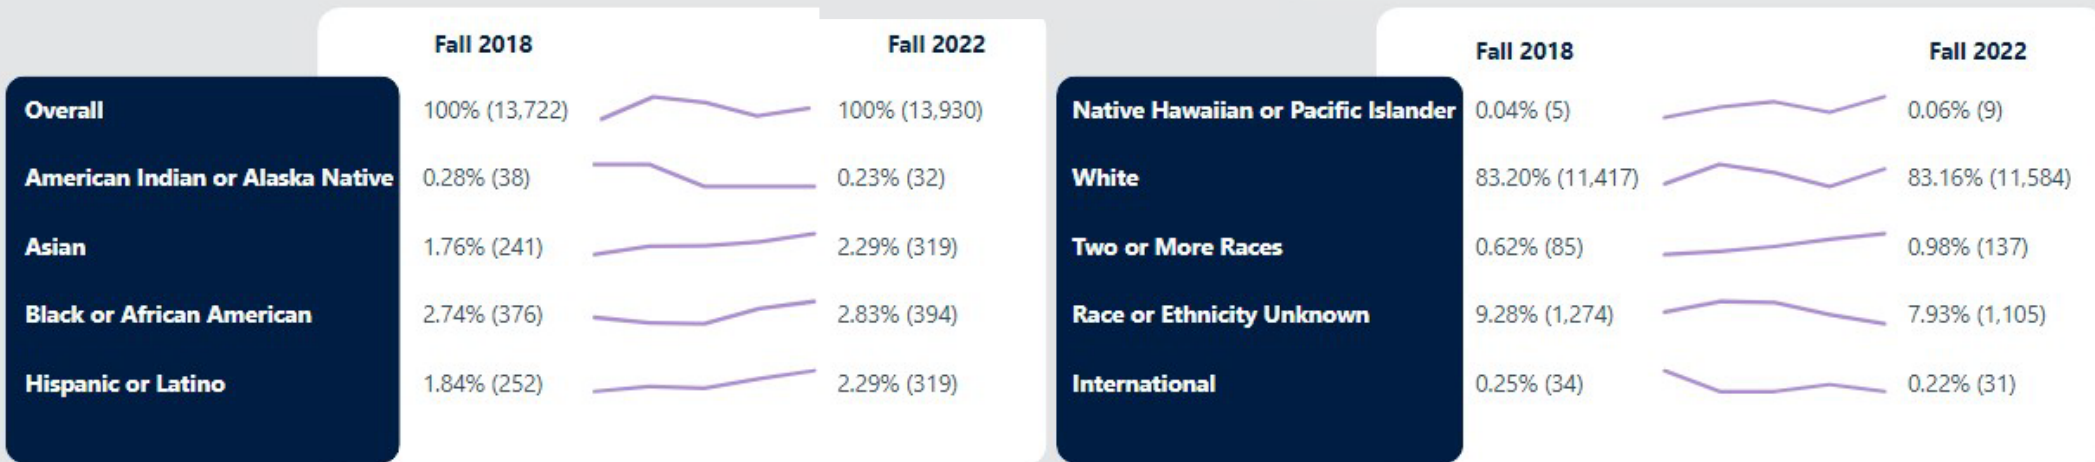 Fall 2018 Fall 2022
Overall 100% (13,722) 100% (13,930)
American Indian or Alaska Native 0.28% (38) 0.23% (32)
Asian 1.76% (241) 2.29% (319)
Black or African American 2.74% (376) 2.83% (394)
Hispanic or Latino 1.84% (252) 2.29% (319)
Fall 2018 Fall 2022
Native Hawaiian or Pacific Islander 0.04% (5) 0.06% (9)
White 83.20% (11,417) 83.16% (11,584)
Two or More Races 0.62% (85) 0.98% (137)
Race or Ethnicity Unknown 9.28% (1,274) 7.93% (1,105)
International 0.25% (34) 0.22% (31)